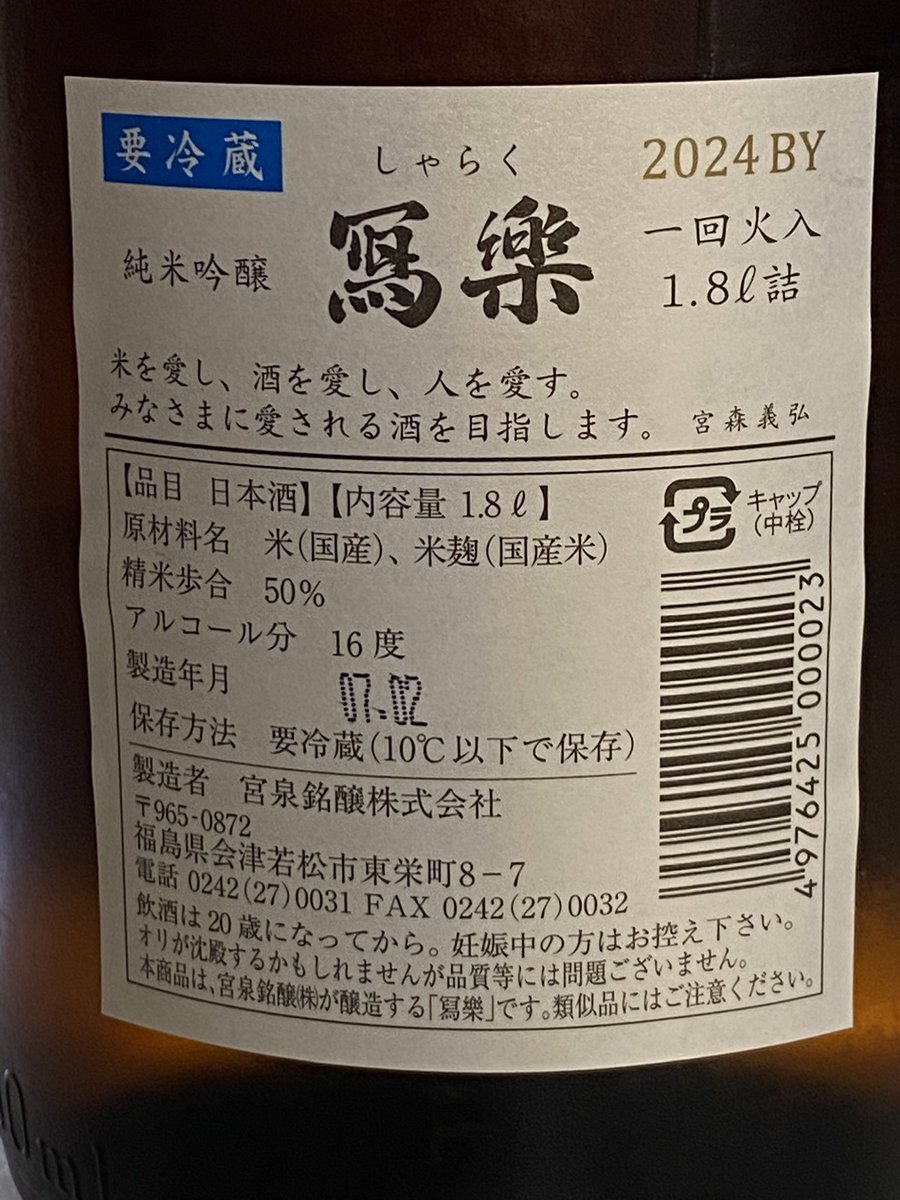 要冷蔵
しゃらく
2024BY
純米吟醸
寫樂
一回火入
1.8ℓ詰
米を愛し、酒を愛し、人を愛す。
みなさまに愛される酒を目指します。 宮森義弘
【品目 日本酒】【内容量 1.8ℓ】
原材料名 米(国産)、米麹(国産米)
精米歩合 50%
アルコール分 16度
製造年月 07.02
保存方法 要冷蔵(10℃以下で保存)
プラ
キャップ
(中栓)
4 976425 000023
製造者 宮泉銘醸株式会社
〒965-0872
福島県会津若松市東栄町8-7
電話 0242(27)0031 FAX 0242(27)0032
飲酒は20歳になってから。妊娠中の方はお控え下さい。
オリが沈殿するかもしれませんが品質等には問題ございません。
本商品は、宮泉銘醸㈱が醸造する「冩樂」です。類似品にはご注意ください。